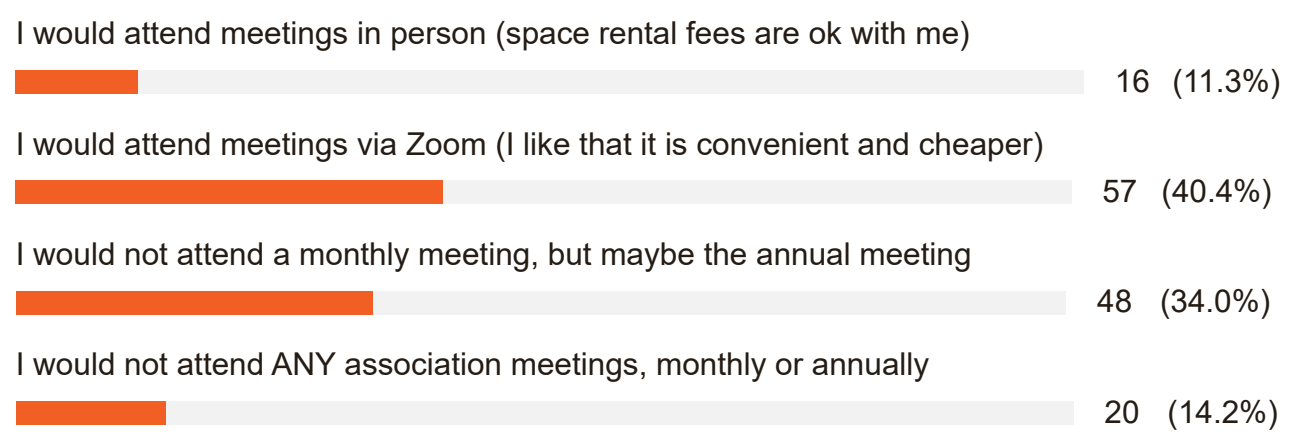 I would attend meetings in person (space rental fees are ok with me)
16 (11.3%)
I would attend meetings via Zoom (I like that it is convenient and cheaper)
57 (40.4%)
I would not attend a monthly meeting, but maybe the annual meeting
48 (34.0%)
I would not attend ANY association meetings, monthly or annually
20 (14.2%)